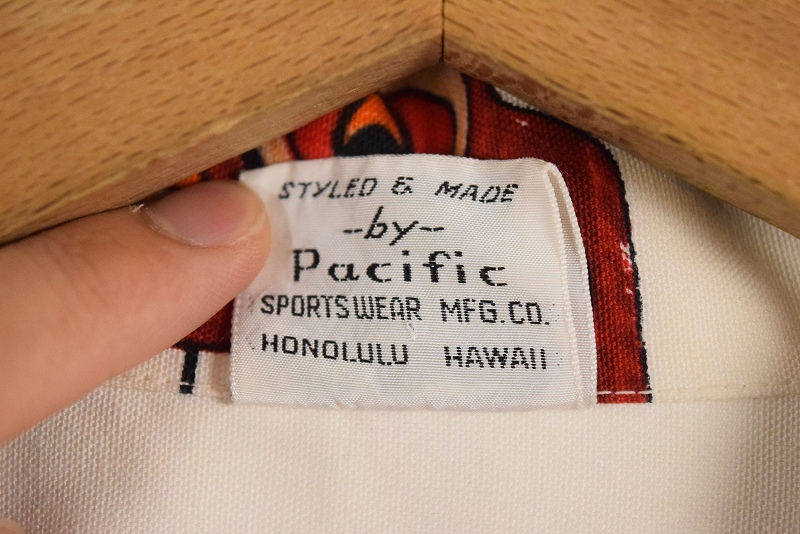 STYLED & MADE
--by--
Pacific
SPORTSWEAR MFG.CO.
HONOLULU HAWAII